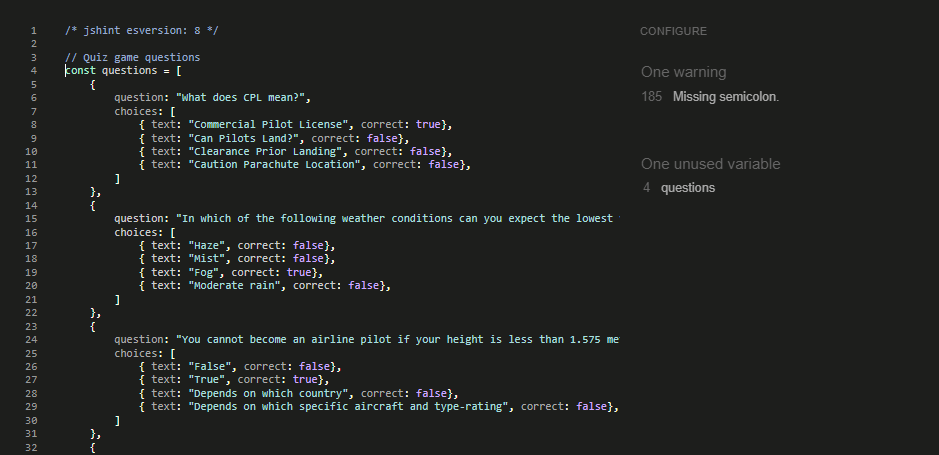 1 /* jshint esversion: 8 */
2
3 // Quiz game questions
4 const questions = [
5 {
6 question: "What does CPL mean?",
7 choices: [
8 { text: "Commercial Pilot License", correct: true},
9 { text: "Can Pilots Land?", correct: false},
10 { text: "Clearance Prior Landing", correct: false},
11 { text: "Caution Parachute Location", correct: false},
12 ]
13 },
14 {
15 question: "In which of the following weather conditions can you expect the lowest
16 choices: [
17 { text: "Haze", correct: false},
18 { text: "Mist", correct: false},
19 { text: "Fog", correct: true},
20 { text: "Moderate rain", correct: false},
21 ]
22 },
23 {
24 question: "You cannot become an airline pilot if your height is less than 1.575 me
25 choices: [
26 { text: "False", correct: false},
27 { text: "True", correct: true},
28 { text: "Depends on which country", correct: false},
29 { text: "Depends on which specific aircraft and type-rating", correct: false},
30 ]
31 },
32 {
CONFIGURE
One warning
185 Missing semicolon.
One unused variable
4 questions